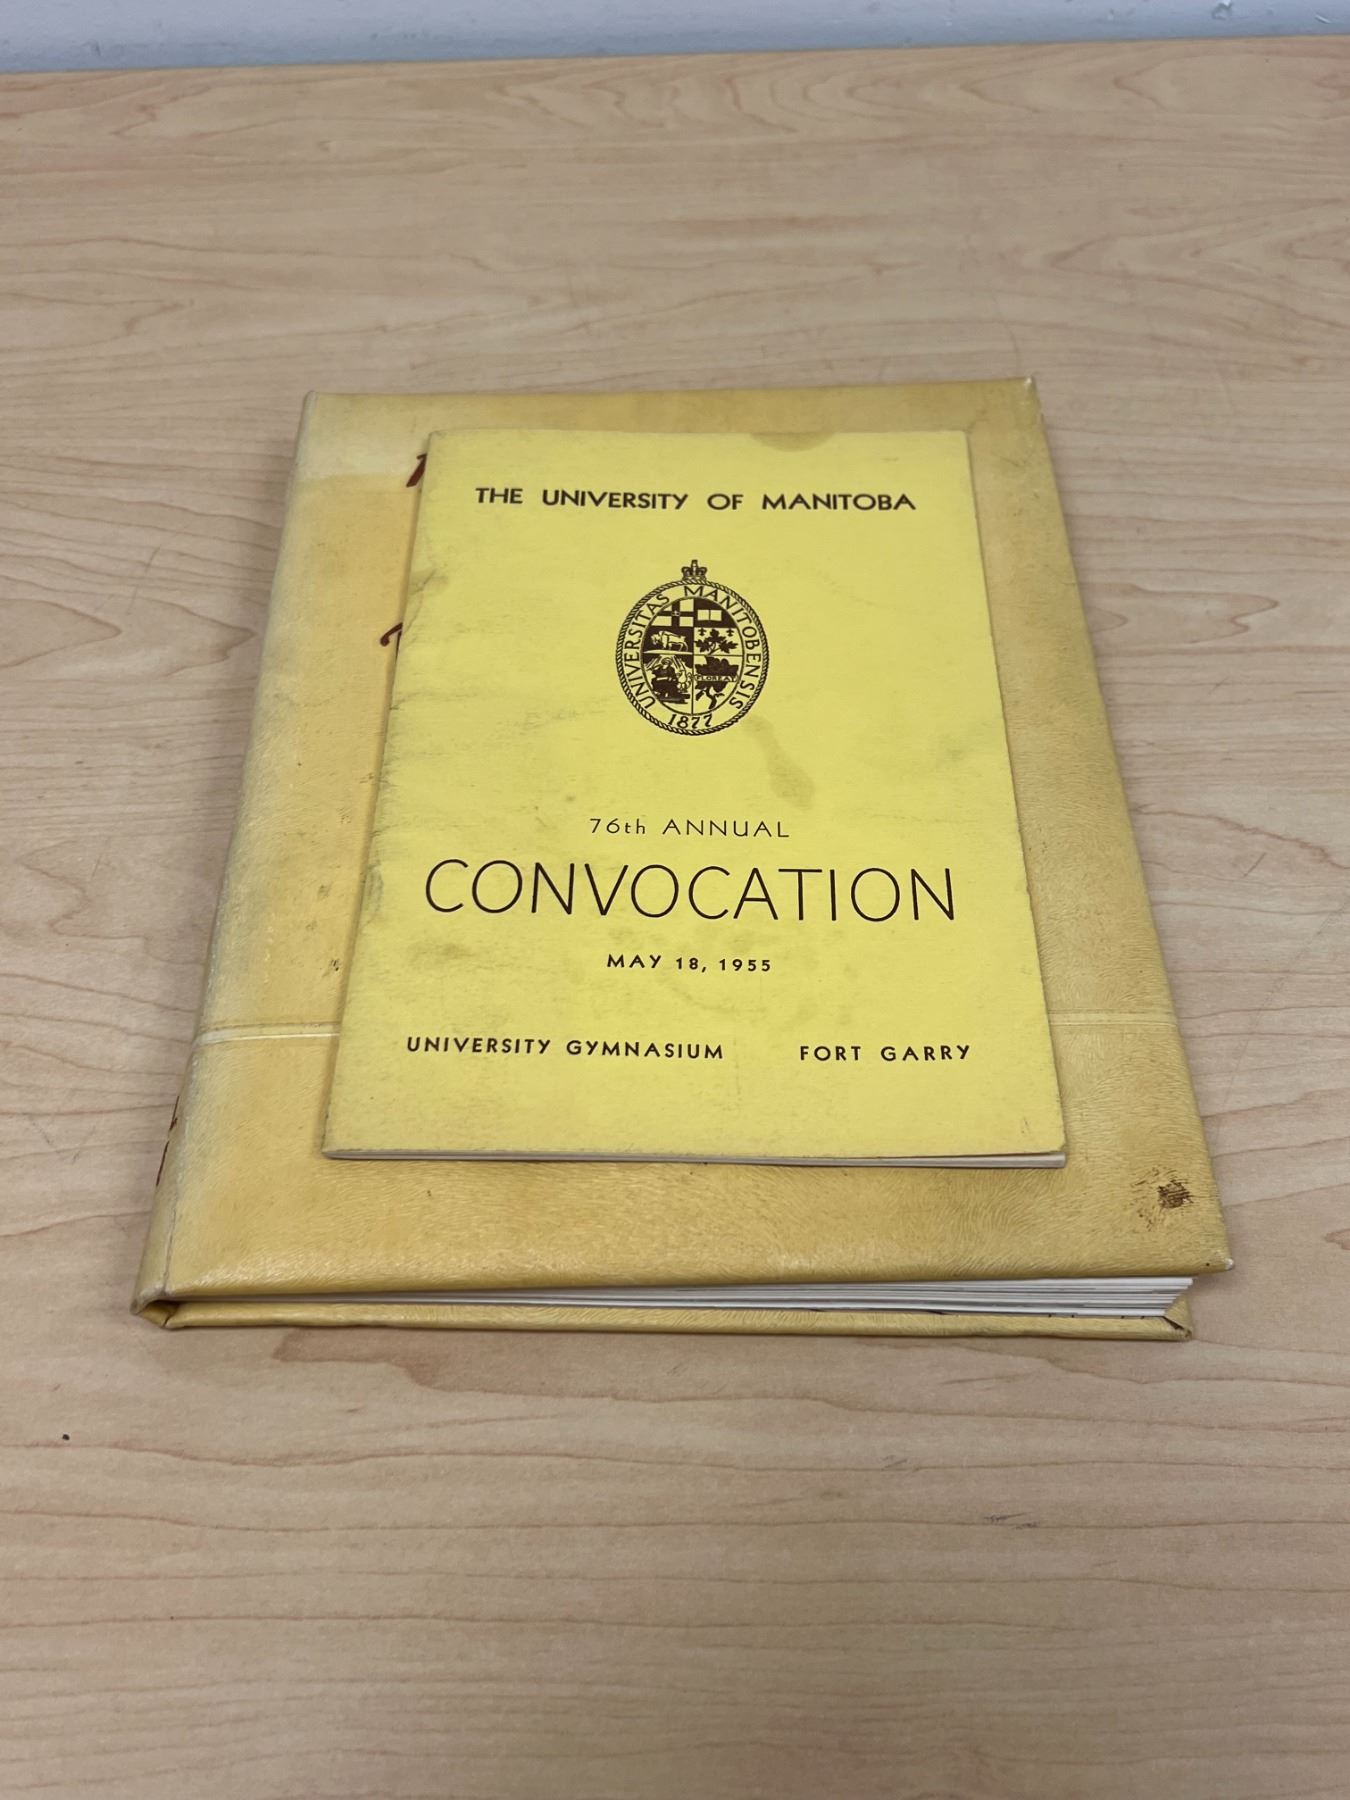 THE UNIVERSITY OF MANITOBA
UNIVERSITAS MANITOBENSIS
1877
76th ANNUAL
CONVOCATION
MAY 18, 1955
UNIVERSITY GYMNASIUM FORT GARRY